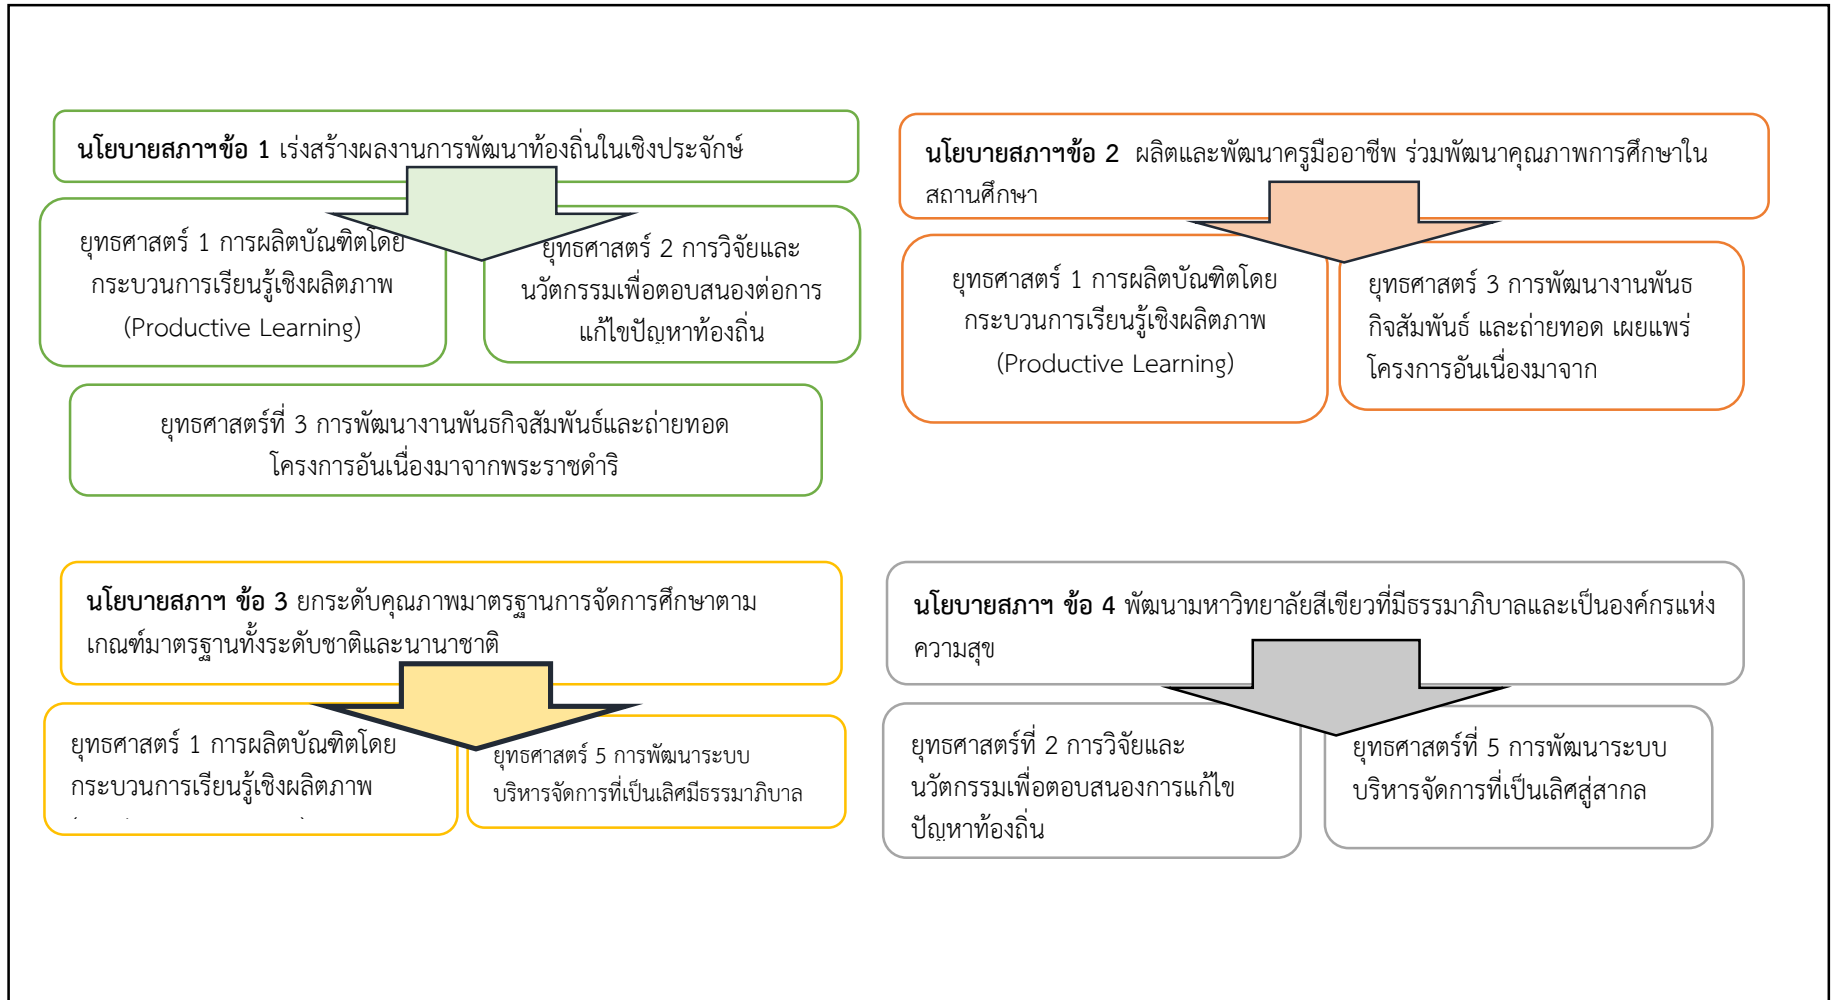 นโยบายสภาฯข้อ 1 เร่งสร้างผลงานการพัฒนาท้องถิ่นในเชิงประจักษ์
ยุทธศาสตร์ 1 การผลิตบัณฑิตโดย
กระบวนการเรียนรู้เชิงผลิตภาพ
(Productive Learning)
ยุทธศาสตร์ 2 การวิจัยและ
นวัตกรรมเพื่อตอบสนองต่อการ
แก้ไขปัญหาท้องถิ่น
ยุทธศาสตร์ที่ 3 การพัฒนางานพันธกิจสัมพันธ์และถ่ายทอด
โครงการอันเนื่องมาจากพระราชดำริ
นโยบายสภาฯข้อ 2 ผลิตและพัฒนาครูมืออาชีพ ร่วมพัฒนาคุณภาพการศึกษาใน
สถานศึกษา
ยุทธศาสตร์ 1 การผลิตบัณฑิตโดย
กระบวนการเรียนรู้เชิงผลิตภาพ
(Productive Learning)
ยุทธศาสตร์ 3 การพัฒนางานพันธ
กิจสัมพันธ์ และถ่ายทอด เผยแพร่
โครงการอันเนื่องมาจาก
นโยบายสภาฯ ข้อ 3 ยกระดับคุณภาพมาตรฐานการจัดการศึกษาตาม
เกณฑ์มาตรฐานทั้งระดับชาติและนานาชาติ
ยุทธศาสตร์ 1 การผลิตบัณฑิตโดย
กระบวนการเรียนรู้เชิงผลิตภาพ
ยุทธศาสตร์ 5 การพัฒนาระบบ
บริหารจัดการที่เป็นเลิศมีธรรมาภิบาล
นโยบายสภาฯ ข้อ 4 พัฒนามหาวิทยาลัยสีเขียวที่มีธรรมาภิบาลและเป็นองค์กรแห่ง
ความสุข
ยุทธศาสตร์ที่ 2 การวิจัยและ
นวัตกรรมเพื่อตอบสนองการแก้ไข
ปัญหาท้องถิ่น
ยุทธศาสตร์ที่ 5 การพัฒนาระบบ
บริหารจัดการที่เป็นเลิศสู่สากล